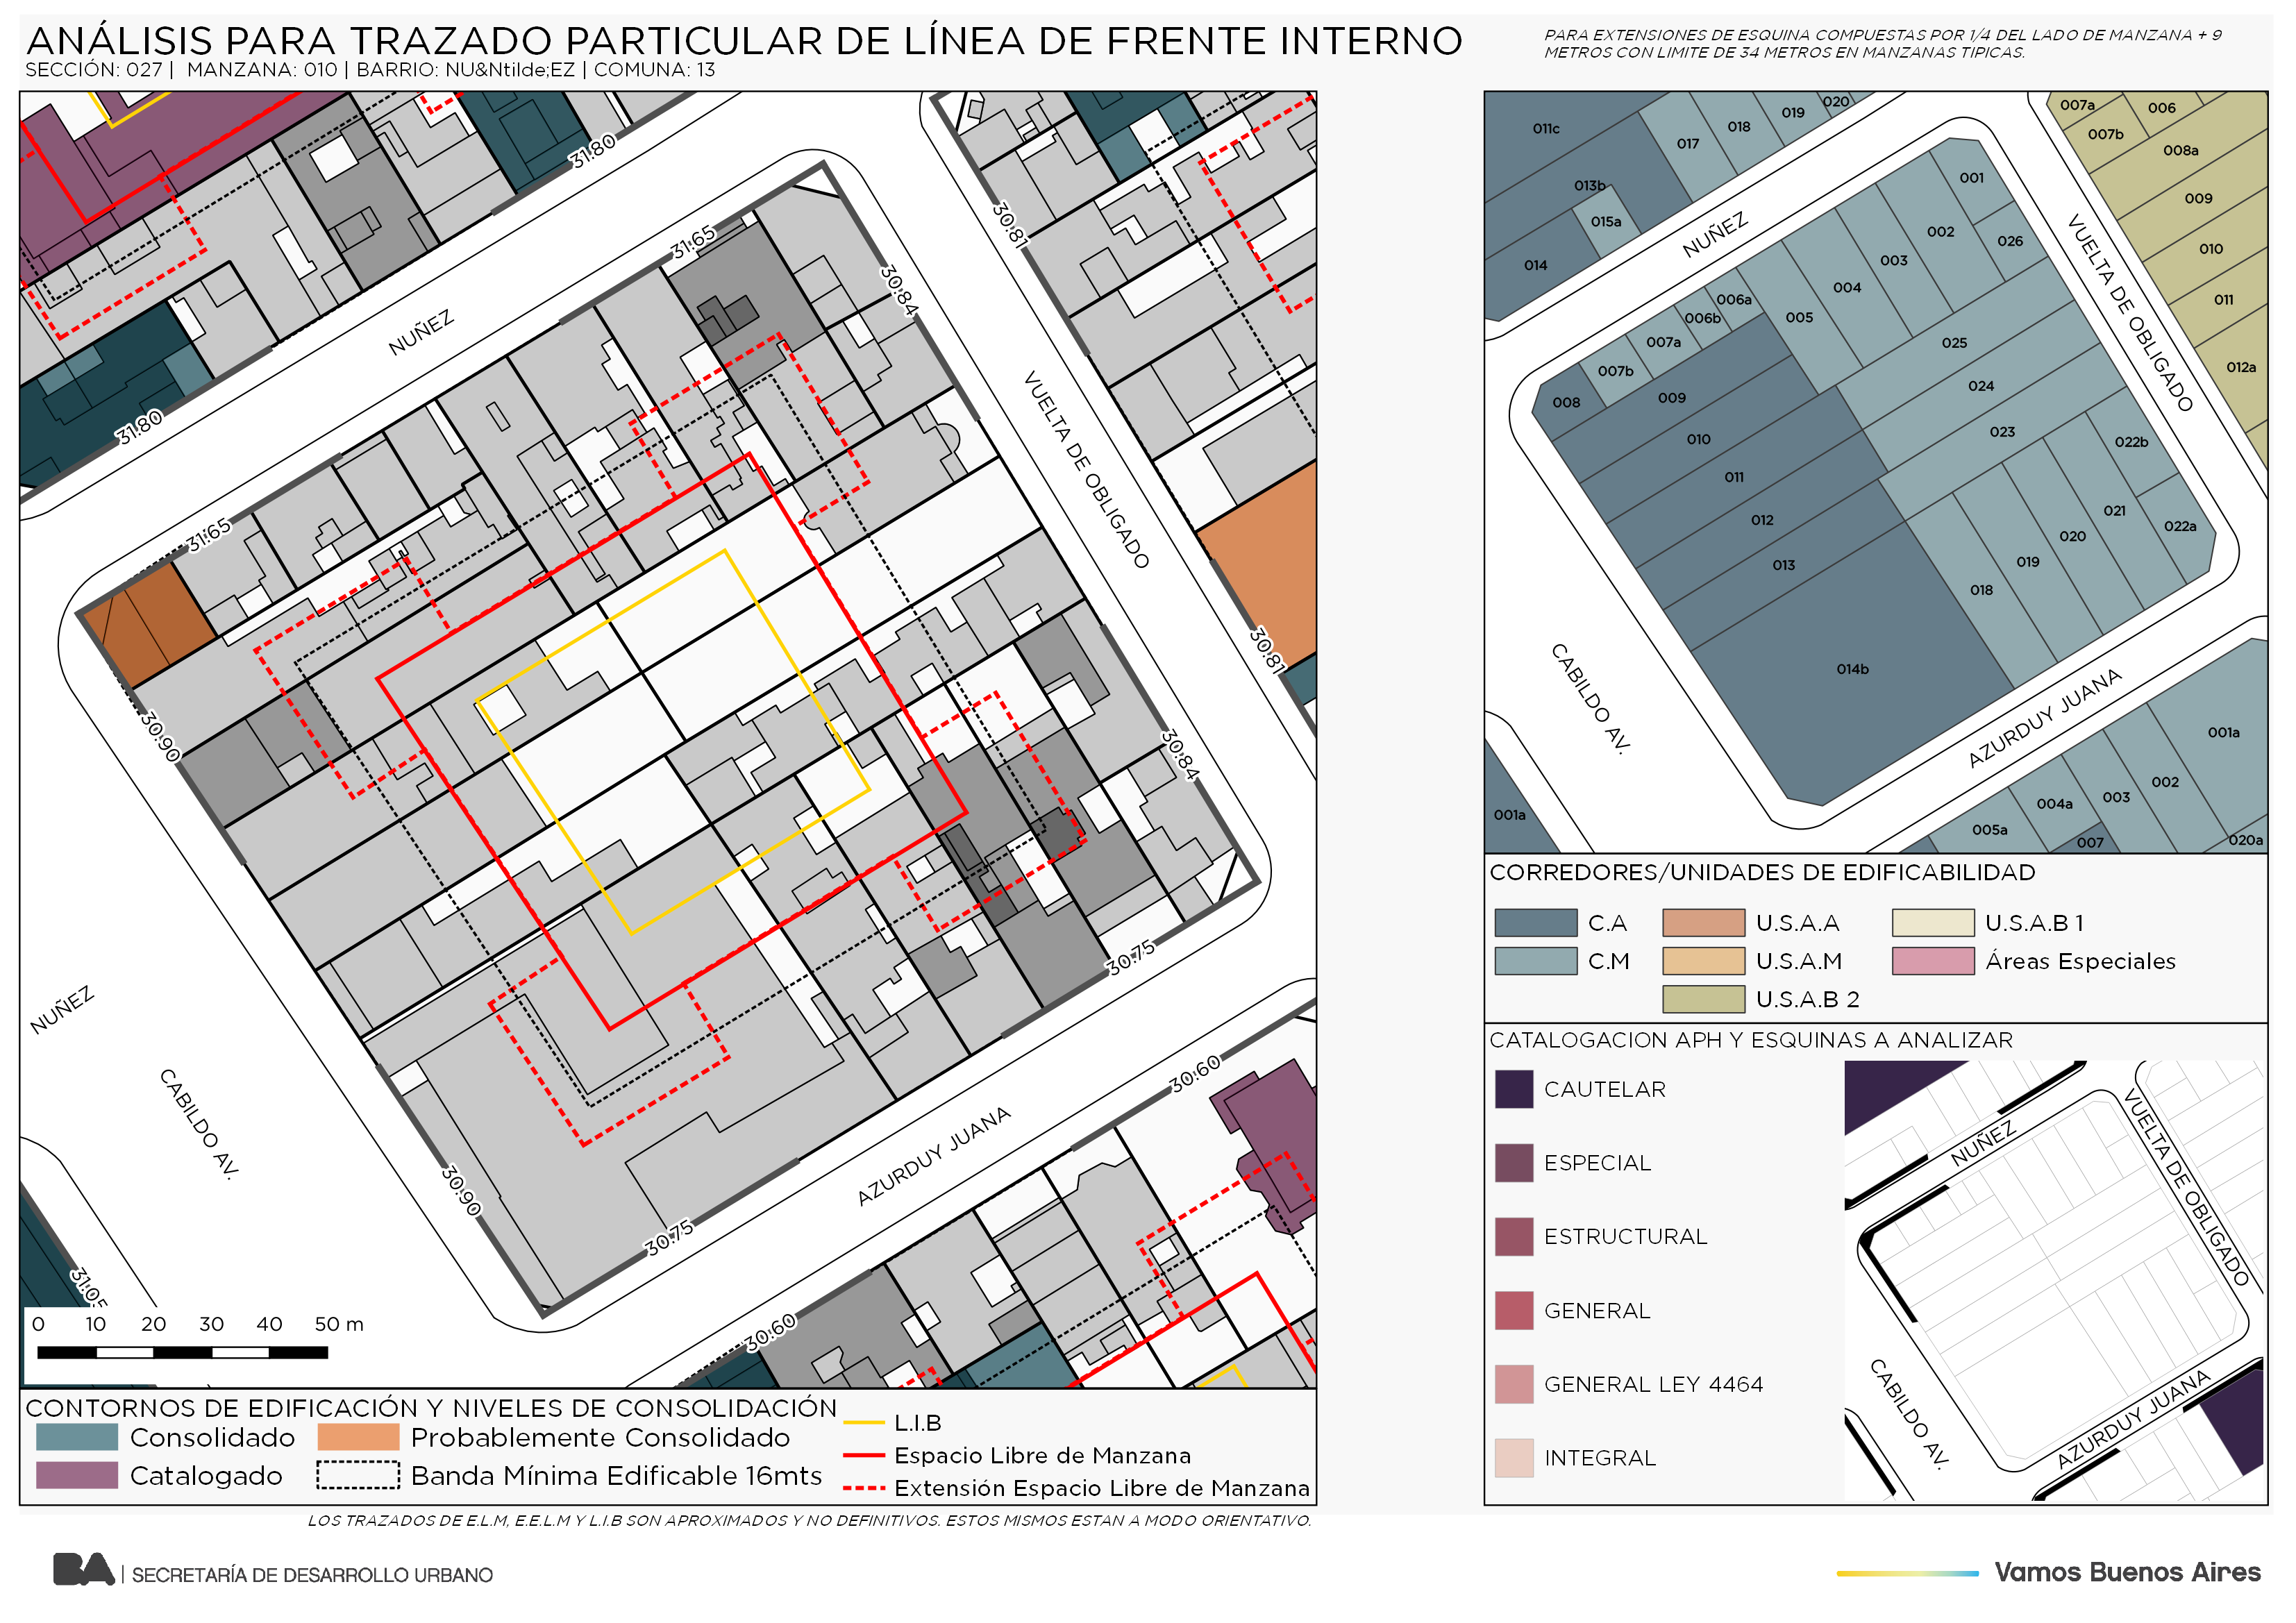 ANÁLISIS PARA TRAZADO PARTICULAR DE LÍNEA DE FRENTE INTERNO
SECCIÓN: 027 | MANZANA: 010 | BARRIO: NU&Ntilde;EZ | COMUNA: 13
PARA EXTENSIONES DE ESQUINA COMPUESTAS POR 1/4 DEL LADO DE MANZANA + 9
METROS CON LIMITE DE 34 METROS EN MANZANAS TIPICAS.
31.80
31.80
31.65
31.65
NUÑEZ
30.81
30.84
VUELTA DE OBLIGADO
30.81
30.84
30.90
30.90
NUÑEZ
CABILDO AV.
30.75
30.75
AZURDUY JUANA
30.60
30.60
31.05
0 10 20 30 40 50 m
CONTORNOS DE EDIFICACIÓN Y NIVELES DE CONSOLIDACIÓN
Consolidado
Probablemente Consolidado
Catalogado
Banda Mínima Edificable 16mts
L.I.B
Espacio Libre de Manzana
Extensión Espacio Libre de Manzana
LOS TRAZADOS DE E.L.M, E.E.L.M Y L.I.B SON APROXIMADOS Y NO DEFINITIVOS. ESTOS MISMOS ESTAN A MODO ORIENTATIVO.
011c
013b
014
015a
017
018
019
020
007a
006
007b
008a
009
010
011
012a
NUÑEZ
VUELTA DE OBLIGADO
001
002
026
003
004
005
006a
006b
007a
007b
008
009
010
011
012
013
014b
025
024
023
022b
022a
021
020
019
018
CABILDO AV.
AZURDUY JUANA
001a
001a
002
003
004a
005a
007
020a
CORREDORES/UNIDADES DE EDIFICABILIDAD
C.A
U.S.A.A
U.S.A.B 1
C.M
U.S.A.M
Áreas Especiales
U.S.A.B 2
CATALOGACION APH Y ESQUINAS A ANALIZAR
CAUTELAR
ESPECIAL
ESTRUCTURAL
GENERAL
GENERAL LEY 4464
INTEGRAL
NUÑEZ
VUELTA DE OBLIGADO
CABILDO AV.
AZURDUY JUANA
BA | SECRETARÍA DE DESARROLLO URBANO
Vamos Buenos Aires